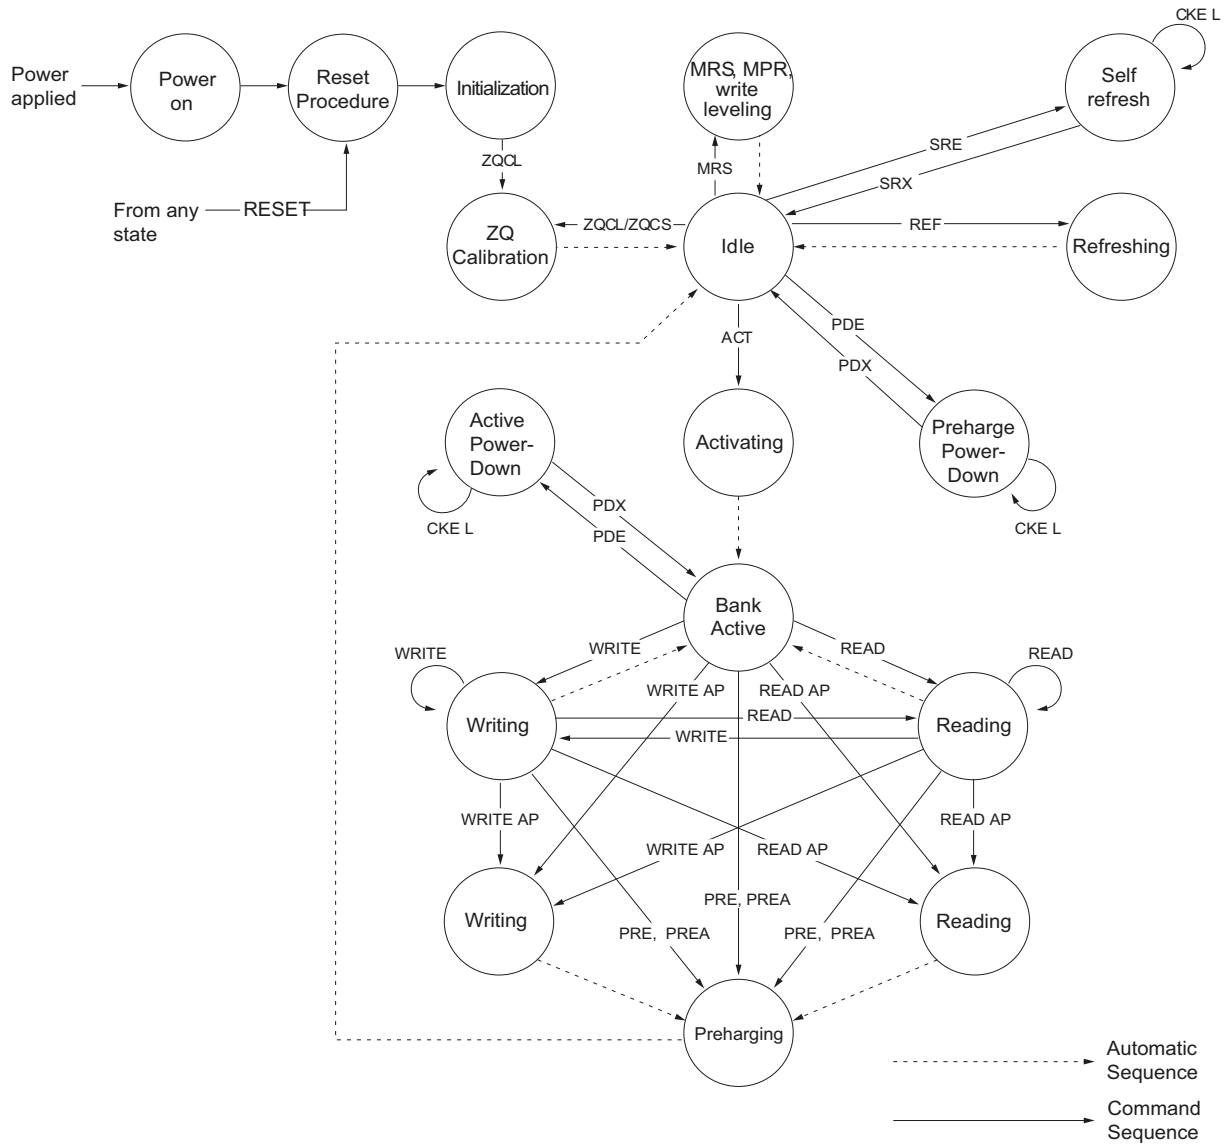 CKE L
Power
applied
Power
on
Reset
Procedure
Initialization
MRS, MPR,
write
leveling
Self
refresh
SRE
ZQCL
MRS
SRX
From any
state
RESET
ZQ
Calibration
ZQCL/ZQCS
Idle
REF
Refreshing
PDE
ACT
PDX
Active
Power-
Down
Activating
Preharge
Power-
Down
CKE L
PDX
PDE
CKE L
Bank
Active
WRITE
WRITE
READ
READ
WRITE AP
READ AP
Writing
READ
WRITE
Reading
WRITE AP
READ AP
WRITE AP
READ AP
Writing
PRE, PREA
Reading
PRE, PREA
PRE, PREA
Preharging
Automatic
Sequence
Command
Sequence